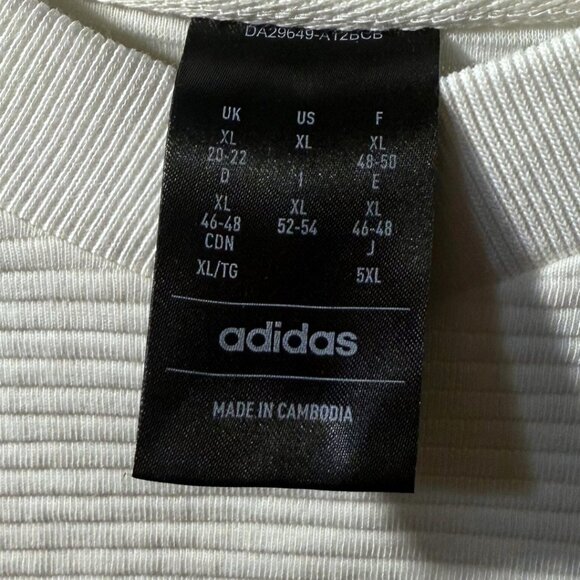 DA29649-A12BCB
UK US F
XL XL XL
20-22 48-50
D I E
XL XL XL
46-48 52-54 46-48
CDN J
XL/TG 5XL
adidas
MADE IN CAMBODIA